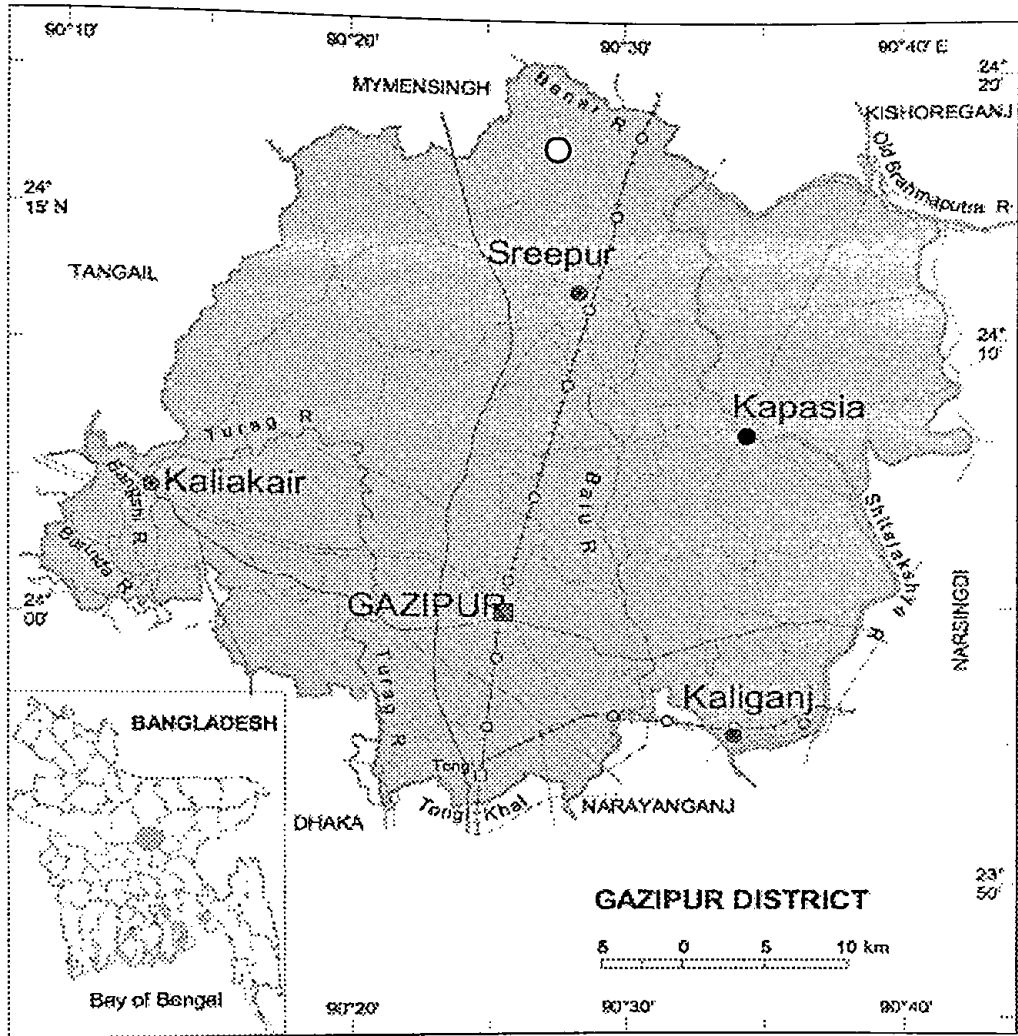 90°10'
90°20'
90°30'
90°40' E
24°
20'
MYMENSINGH
Banar R
KISHOREGANJ
Old Brahmaputra R
24°
15' N
Sreepur
TANGAIL
24°
10'
Kapasia
Turag R
Kaliakair
Bangshi R
Balu R
Shitalakshya R
24°
00'
GAZIPUR
NARSINGDI
Turag R
Kaliganj
BANGLADESH
Tongi
Tongi Khal
NARAYANGANJ
DHAKA
23°
50'
GAZIPUR DISTRICT
5 0 5 10 km
Bay of Bengal
90°20'
90°30'
90°40'